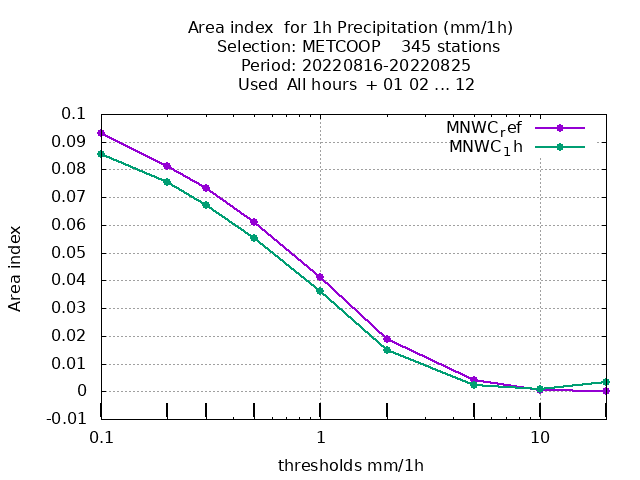 Area index  for 1h Precipitation (mm/1h)
Selection: METCOOP    345 stations
Period: 20220816-20220825
Used  All hours  + 01 02 ... 12
MNWC_ref
MNWC_1h
0.1
0.09
0.08
0.07
0.06
0.05
0.04
0.03
0.02
0.01
0
-0.01
Area index
0.1 1 10
thresholds mm/1h